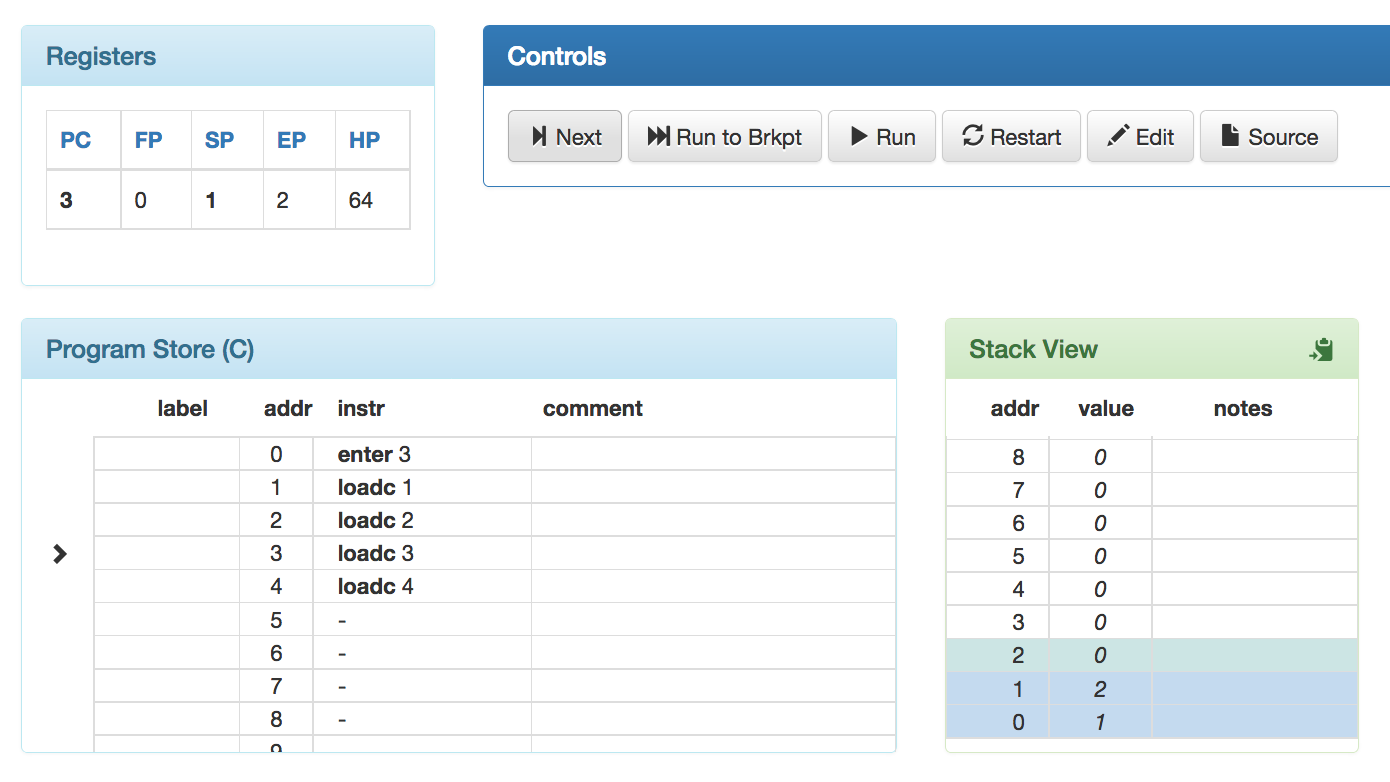 Registers
PC FP SP EP HP
3 0 1 2 64
Controls
Next Run to Brkpt Run Restart Edit Source
Program Store (C)
label addr instr comment
0 enter 3
1 loadc 1
2 loadc 2
3 loadc 3
4 loadc 4
5 -
6 -
7 -
8 -
9
Stack View
addr value notes
8 0
7 0
6 0
5 0
4 0
3 0
2 0
1 2
0 1